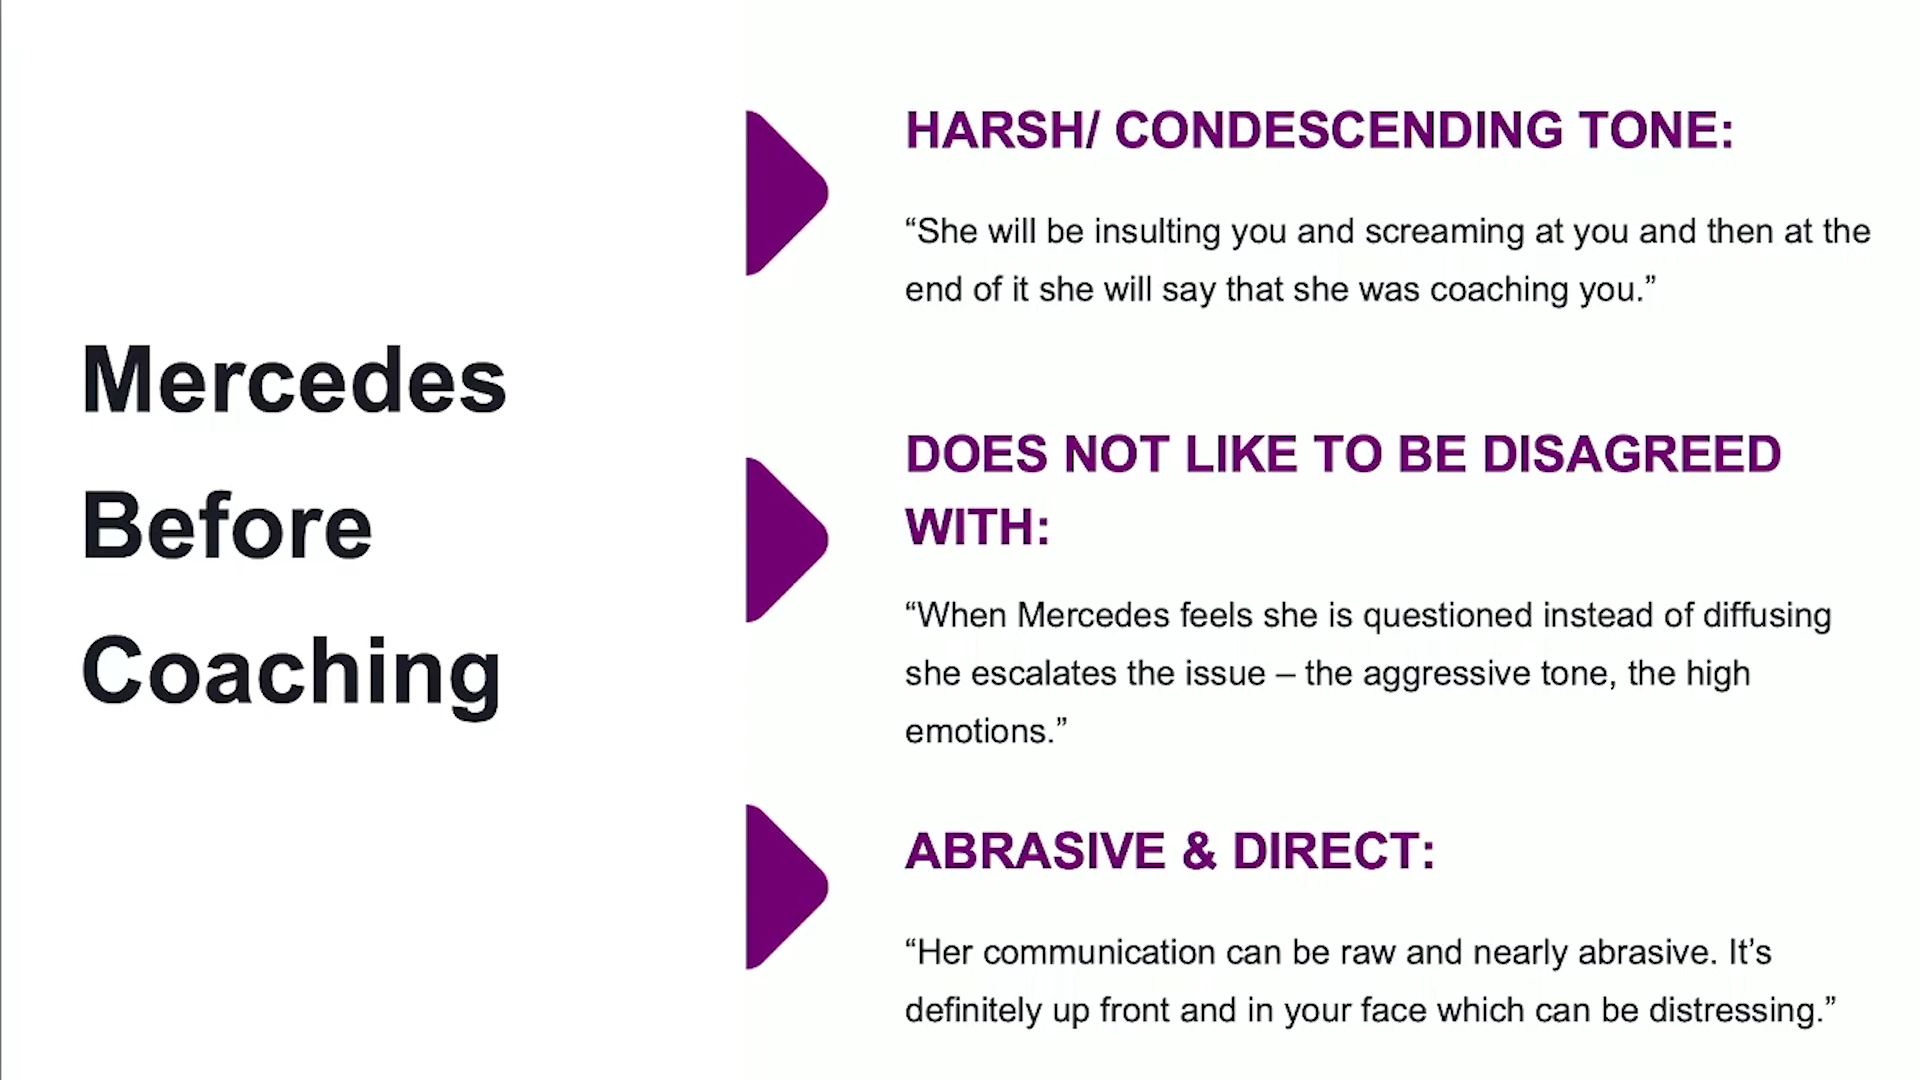 Mercedes
Before
Coaching
HARSH/ CONDESCENDING TONE:
“She will be insulting you and screaming at you and then at the
end of it she will say that she was coaching you.”
DOES NOT LIKE TO BE DISAGREED
WITH:
“When Mercedes feels she is questioned instead of diffusing
she escalates the issue – the aggressive tone, the high
emotions.”
ABRASIVE & DIRECT:
“Her communication can be raw and nearly abrasive. It’s
definitely up front and in your face which can be distressing.”